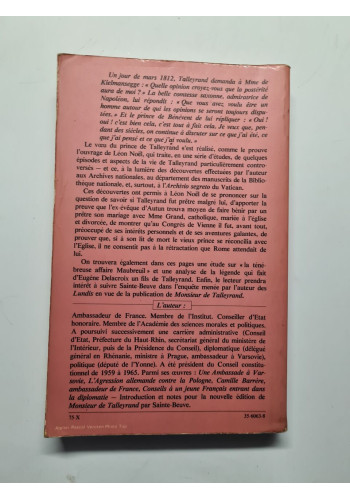 Un jour de mars 1812, Talleyrand demanda à Mme de
Kielmannsegge : « Quelle opinion croyez-vous que la postérité
aura de moi ? » La belle comtesse saxonne, admiratrice de
Napoléon, lui répondit : « Que vous avez voulu être un
homme autour de qui les opinions se seront toujours dispu-
tées. » Et le prince de Bénévent de lui répliquer : « Oui !
oui ! c'est bien cela, c'est tout à fait cela. Je veux que, pen-
dant des siècles, on continue à discuter sur ce que j'ai été, ce
que j'ai pensé et ce que j'ai voulu. »
Le vœu du prince de Talleyrand s'est réalisé, comme le prouve
l'ouvrage de Léon Noël, qui traite, en une série d'études, de quelques
épisodes et aspects de la vie de Talleyrand particulièrement contro-
versés — et ce, à la lumière des découvertes effectuées par l'auteur
aux Archives nationales, au département des manuscrits de la Biblio-
thèque nationale et, surtout, à l'Archivio segreto du Vatican.
Ces découvertes ont permis à Léon Noël de se prononcer sur
la question de savoir si Talleyrand fut prêtre malgré lui, d'apporter la
preuve que l'ex évêque d'Autun trouva moyen de faire bénir par un
prêtre son mariage avec Mme Grand, catholique, mariée à l'église
et divorcée, de montrer qu'au Congrès de Vienne il fut, avant tout,
préoccupé de ses intérêts personnels et de ses aventures galantes, de
prouver que, si à son lit de mort le vieux prince se réconcilia avec
l'Église, il ne consentit pas à la rétractation que Rome attendait de
lui.
On trouvera également dans ces pages une étude sur « la téné-
breuse affaire Maubreuil » et une analyse de la légende qui fait
d'Eugène Delacroix un fils de Talleyrand. Enfin, le lecteur prendra
intérêt à suivre Sainte-Beuve dans l'enquête menée par l'auteur des
Lundis en vue de la publication de Monsieur de Talleyrand.
L'auteur :
Ambassadeur de France, Membre de l'Institut. Conseiller d'Etat
honoraire. Membre de l'Académie des sciences morales et politiques.
A poursuivi successivement une carrière administrative (Conseil
d'Etat, Préfecture du Haut-Rhin, secrétariat général du ministère de
l'Intérieur, puis de la Présidence du Conseil), diplomatique (délégué
général en Rhénanie, ministre à Prague, ambassadeur à Varsovie),
politique (député de l'Yonne). A été président du Conseil constitu-
tionnel de 1959 à 1965. Parmi ses œuvres : Une Ambassade à Var-
sovie, L'Agression allemande contre la Pologne, Camille Barrère,
ambassadeur de France, Conseils à un jeune Français entrant dans
la diplomatie — Introduction et notes pour la nouvelle édition de
Monsieur de Talleyrand par Sainte-Beuve.
75 X